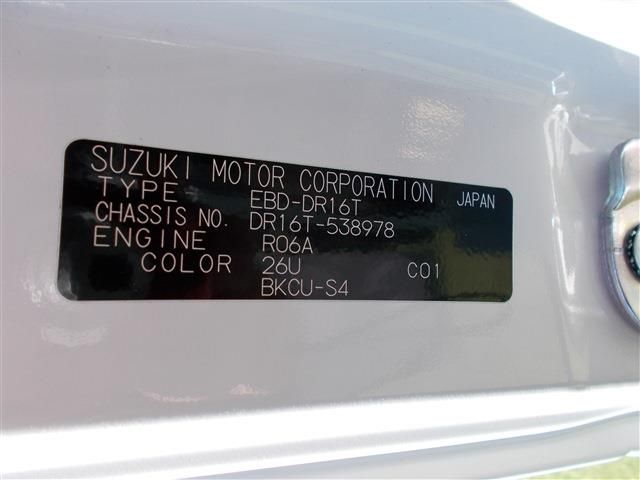 SUZUKI MOTOR CORPORATION JAPAN
TYPE EBD-DR16T
CHASSIS NO. DR16T-538978
ENGINE R06A
COLOR 26U C01
BKCU-S4